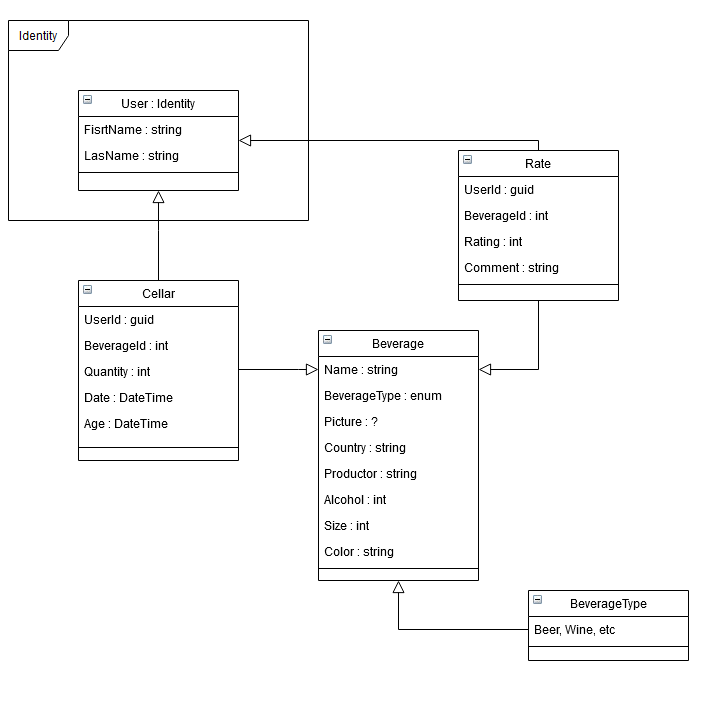 Identity
User : Identity
FisrtName : string
LasName : string
Rate
UserId : guid
BeverageId : int
Rating : int
Comment : string
Cellar
UserId : guid
BeverageId : int
Quantity : int
Date : DateTime
Age : DateTime
Beverage
Name : string
BeverageType : enum
Picture : ?
Country : string
Productor : string
Alcohol : int
Size : int
Color : string
BeverageType
Beer, Wine, etc